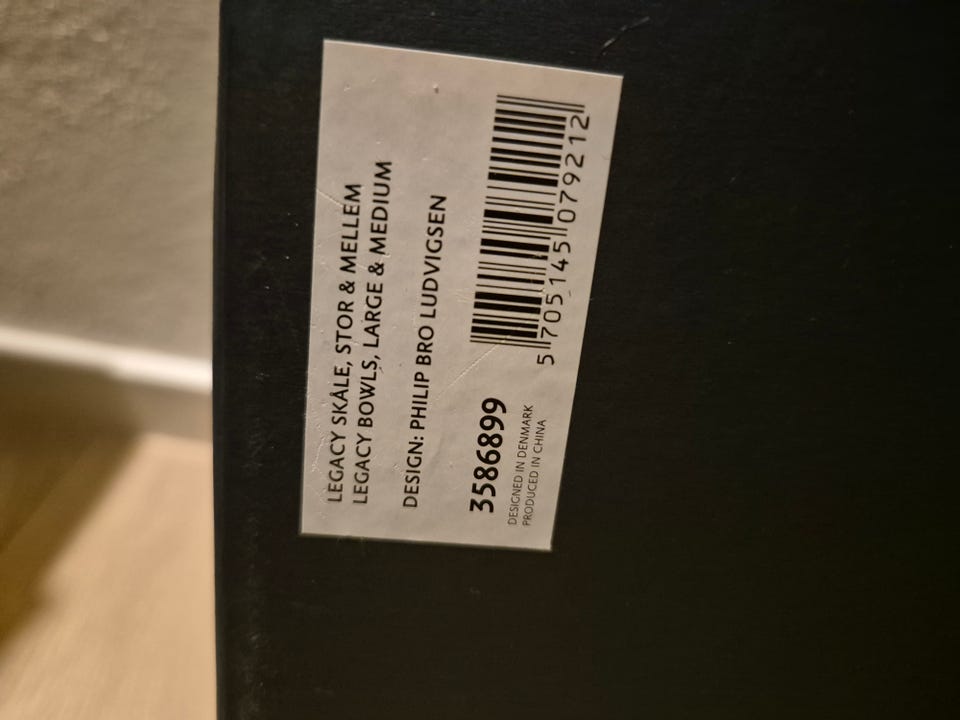 LEGACY SKÅLE, STOR & MELLEM
LEGACY BOWLS, LARGE & MEDIUM
DESIGN: PHILIP BRO LUDVIGSEN
3586899
DESIGNED IN DENMARK
PRODUCED IN CHINA
5 705145 079212